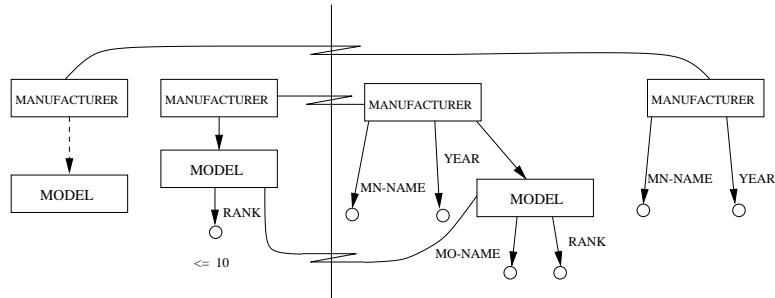 MANUFACTURER
MANUFACTURER
MANUFACTURER
MANUFACTURER
YEAR
MODEL
MN-NAME
MN-NAME
YEAR
MODEL
MODEL
RANK
MO-NAME
RANK
<= 10